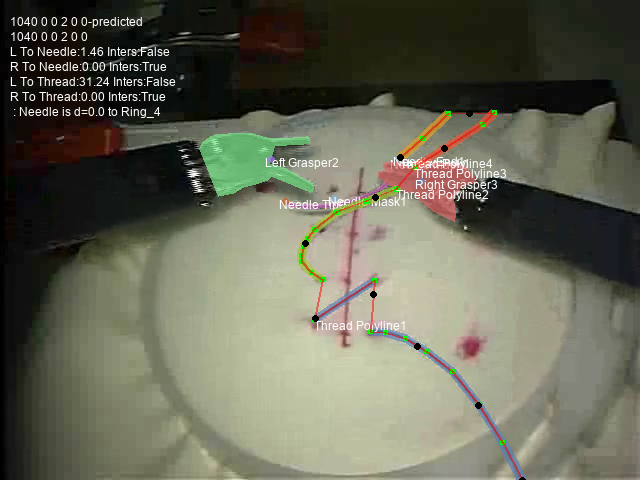 1040 0 0 2 0 0-predicted
1040 0 0 2 0 0
L To Needle:1.46 Inters:False
R To Needle:0.00 Inters:True
L To Thread:31.24 Inters:False
R To Thread:0.00 Inters:True
: Needle is d=0.0 to Ring_4
Left Grasper2
Thread Polyline4
Thread Polyline3
Right Grasper3
Thread Polyline2
Needle Tip
Needle Mask1
Thread Polyline1